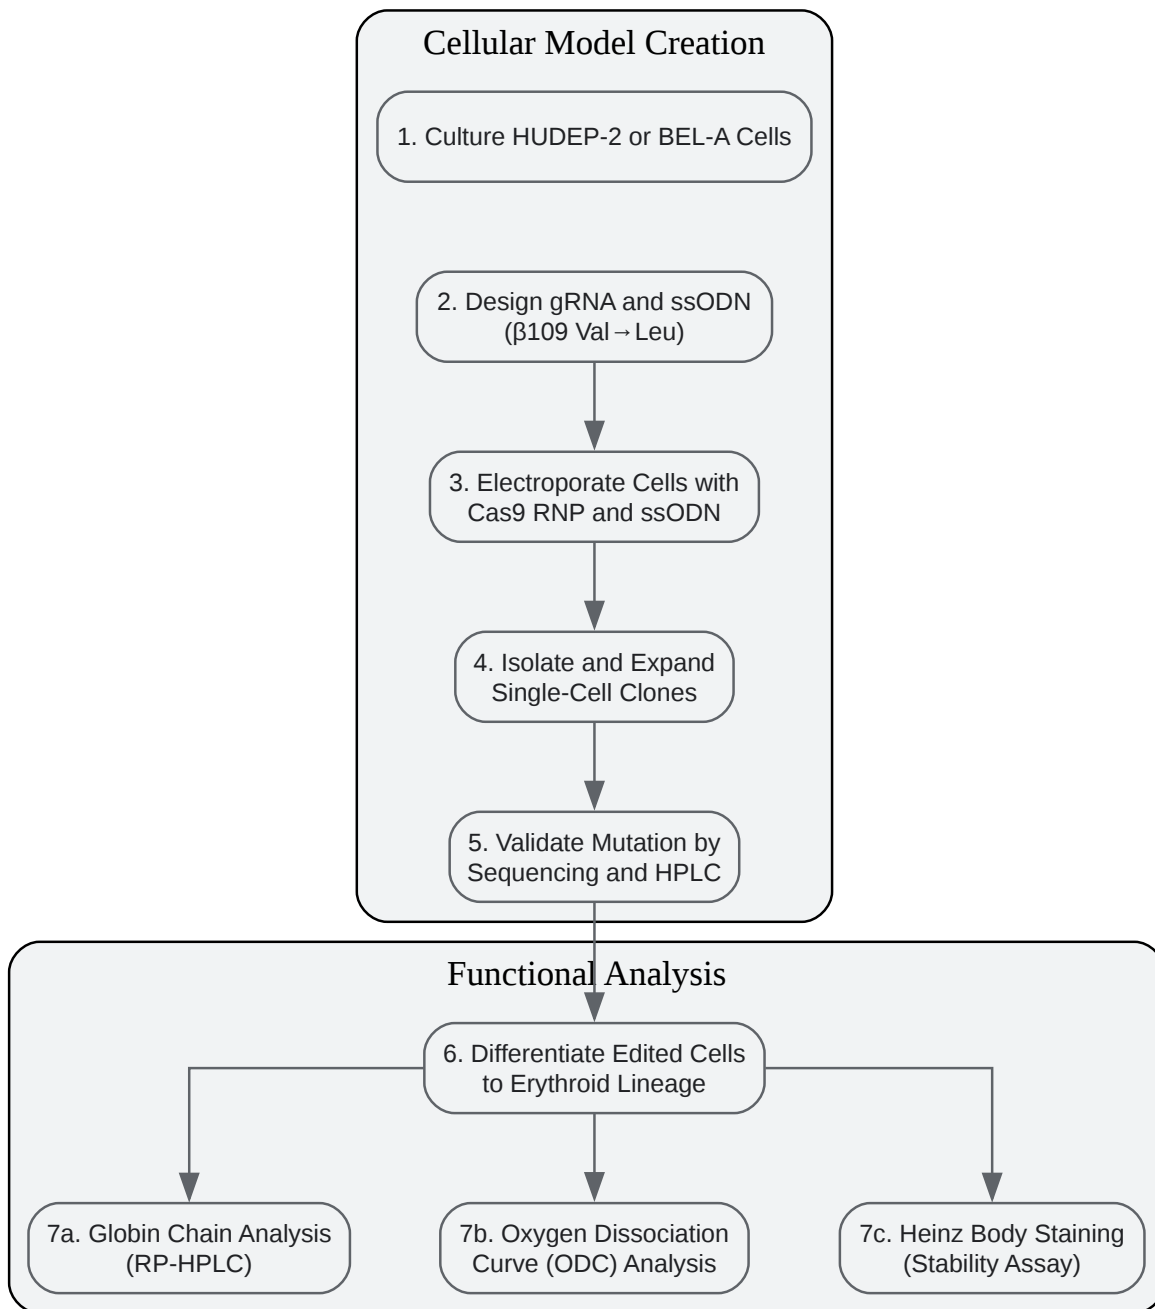 Cellular Model Creation
1. Culture HUDEP-2 or BEL-A Cells
2. Design gRNA and ssODN
(β109 Val→Leu)
3. Electroporate Cells with
Cas9 RNP and ssODN
4. Isolate and Expand
Single-Cell Clones
5. Validate Mutation by
Sequencing and HPLC
Functional Analysis
6. Differentiate Edited Cells
to Erythroid Lineage
7a. Globin Chain Analysis
(RP-HPLC)
7b. Oxygen Dissociation
Curve (ODC) Analysis
7c. Heinz Body Staining
(Stability Assay)